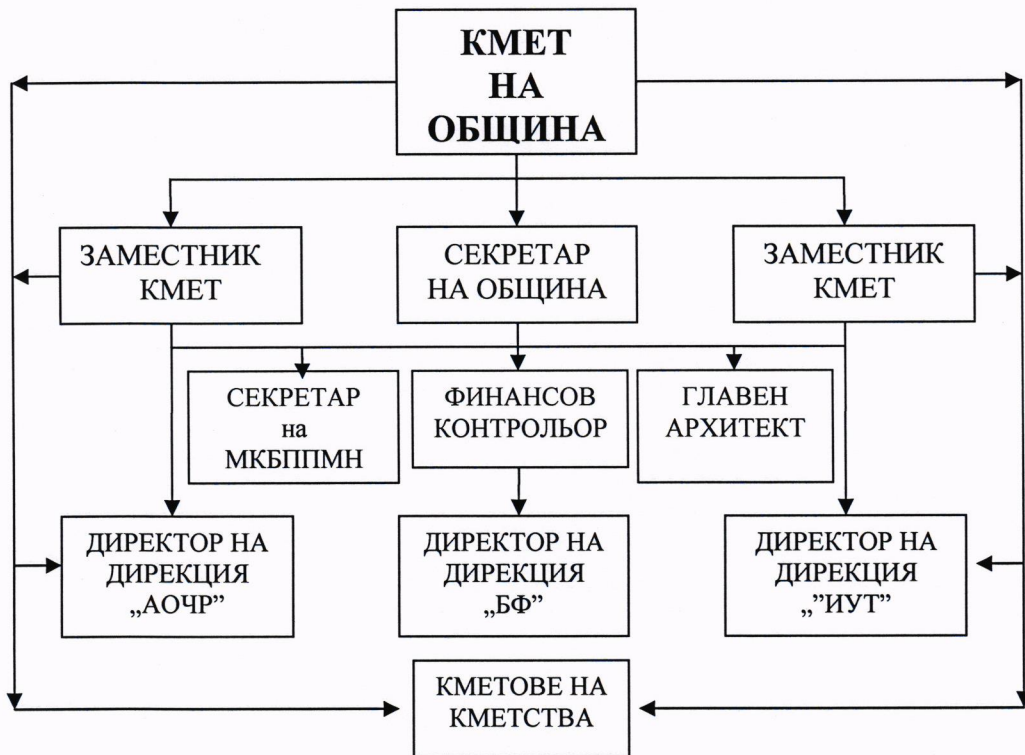 КМЕТ
НА
ОБЩИНА
ЗАМЕСТНИК
КМЕТ
СЕКРЕТАР
НА ОБЩИНА
ЗАМЕСТНИК
КМЕТ
СЕКРЕТАР
на
МКБППМН
ФИНАНСОВ
КОНТРОЛЬОР
ГЛАВЕН
АРХИТЕКТ
ДИРЕКТОР НА
ДИРЕКЦИЯ
„АОЧР”
ДИРЕКТОР НА
ДИРЕКЦИЯ
„БФ”
ДИРЕКТОР НА
ДИРЕКЦИЯ
„”ИУТ”
КМЕТОВЕ НА
КМЕТСТВА